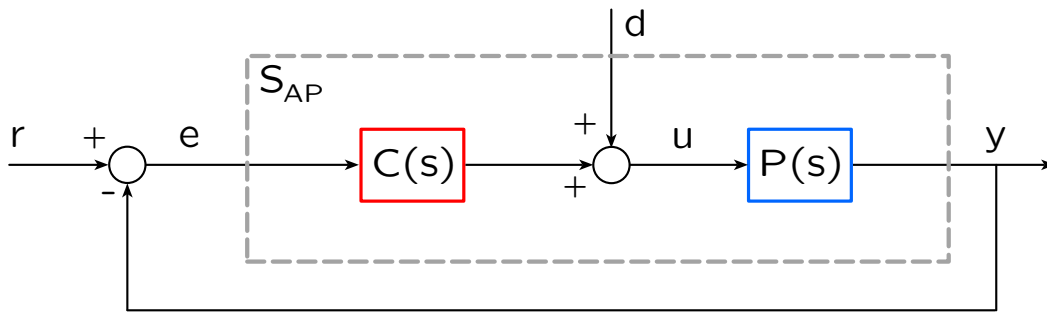 d
S_AP
r + e + u y
C(s) P(s)
- +